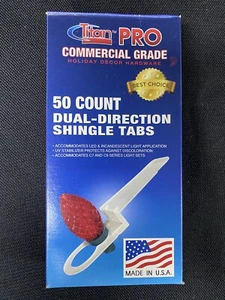 Titan PRO
COMMERCIAL GRADE
HOLIDAY DECOR HARDWARE
BEST CHOICE
50 COUNT
DUAL-DIRECTION
SHINGLE TABS
• ACCOMMODATES LED & INCANDESCENT LIGHT APPLICATION
• UV STABILIZER PROTECTS AGAINST DISCOLORATION
• ACCOMMODATES C7 AND C9 SERIES LIGHT SETS
MADE IN U.S.A.